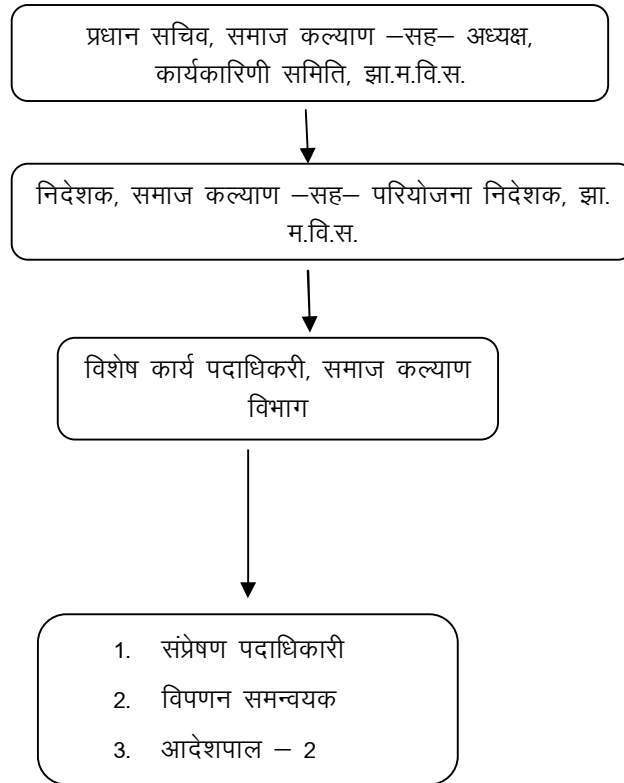 प्रधान सचिव, समाज कल्याण –सह– अध्यक्ष,
कार्यकारिणी समिति, झा.म.वि.स.
निदेशक, समाज कल्याण –सह– परियोजना निदेशक, झा.
म.वि.स.
विशेष कार्य पदाधिकरी, समाज कल्याण
विभाग
1. संप्रेषण पदाधिकारी
2. विपणन समन्वयक
3. आदेशपाल – 2